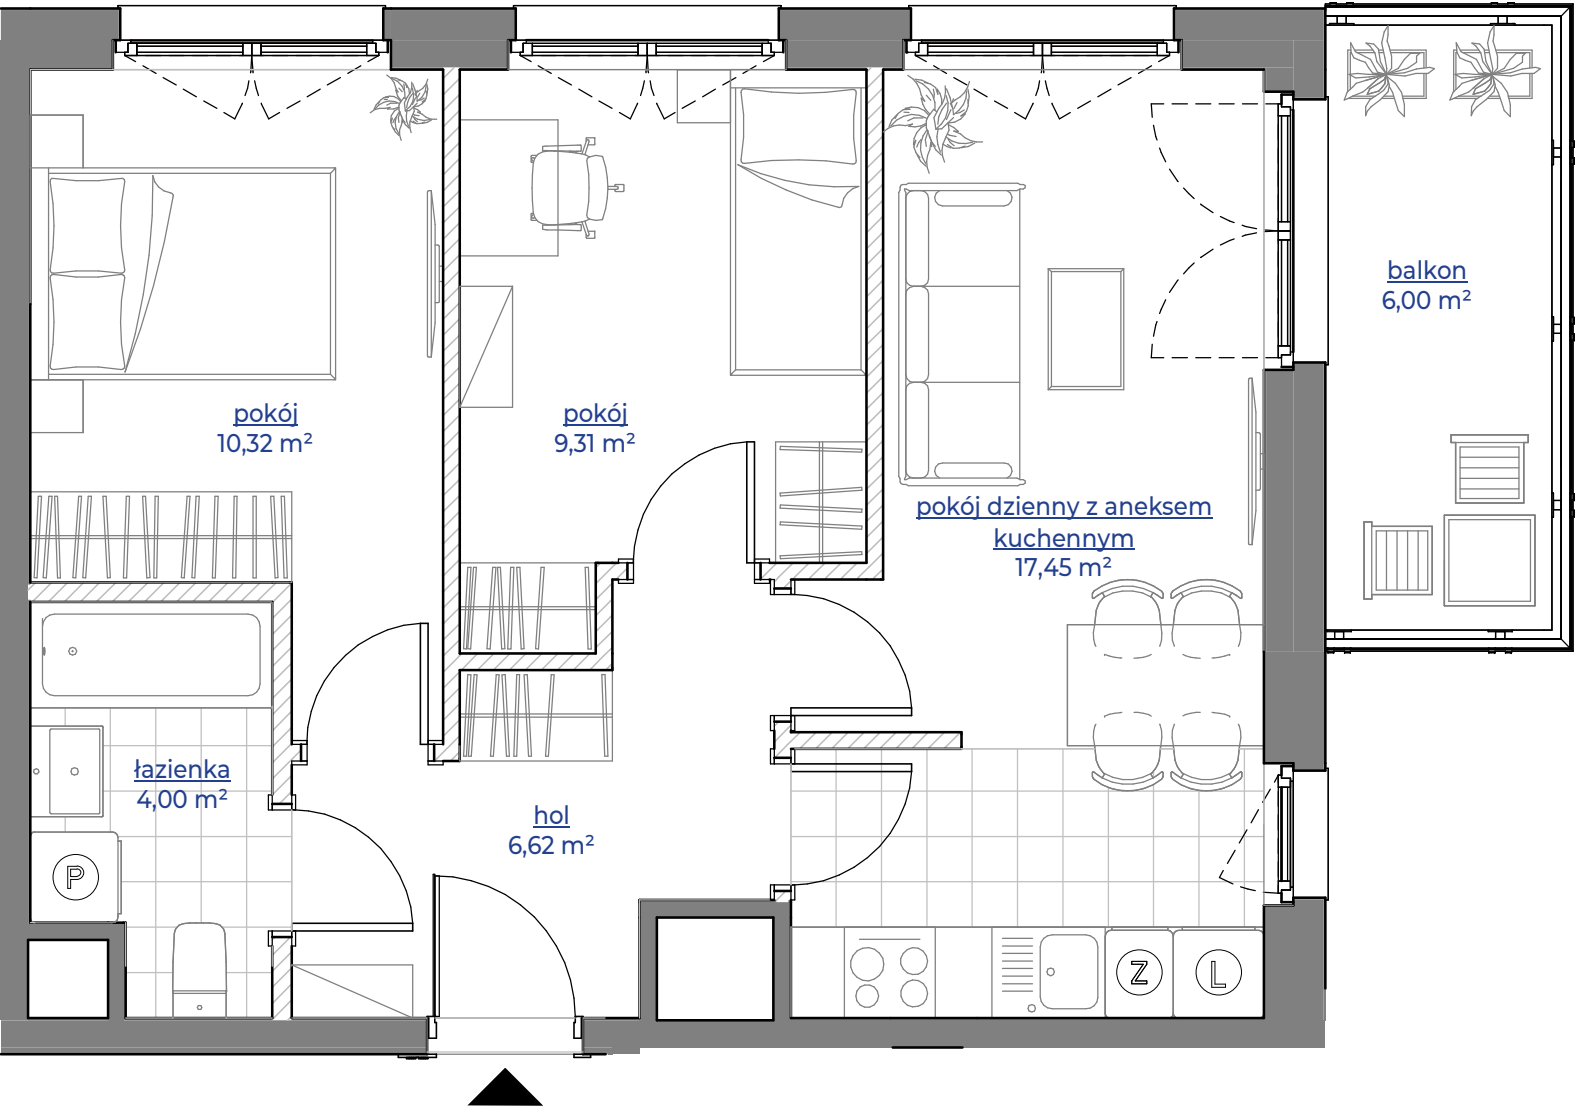 balkon
6,00 m²
pokój
10,32 m²
pokój
9,31 m²
pokój dzienny z aneksem
kuchennym
17,45 m²
łazienka
4,00 m²
hol
6,62 m²
P
Z
L